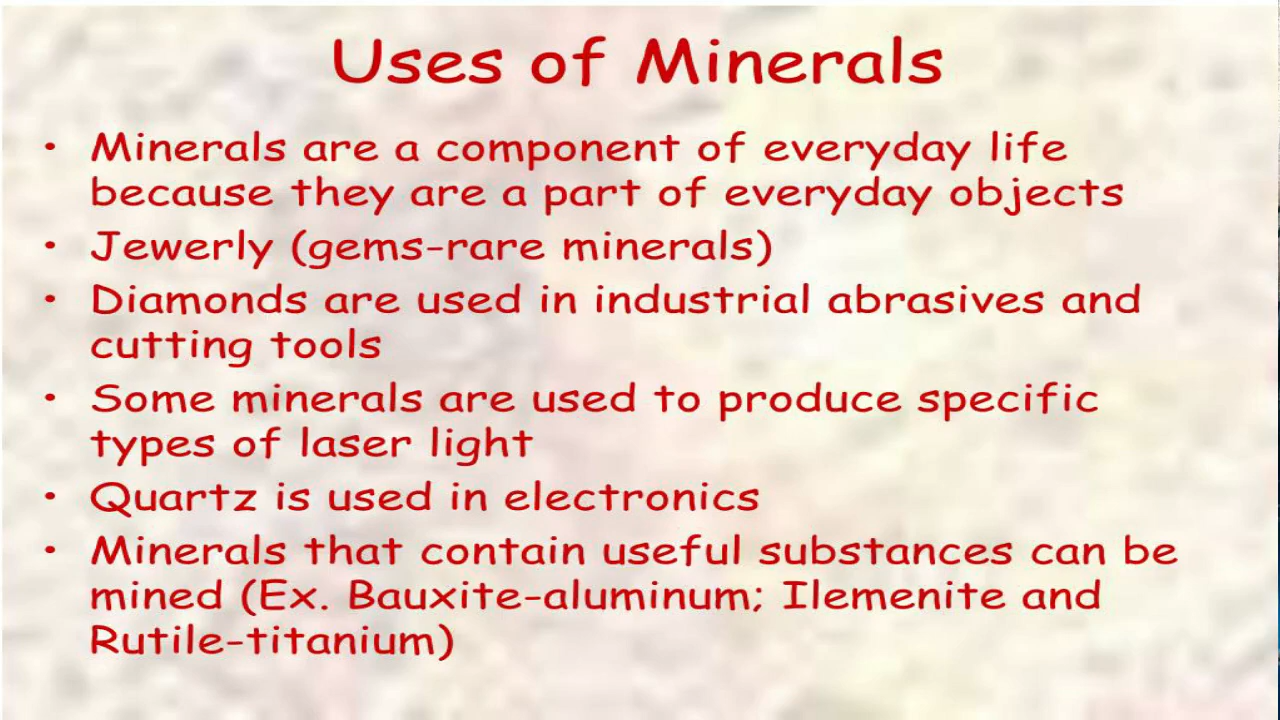 Uses of Minerals
• Minerals are a component of everyday life
because they are a part of everyday objects
• Jewerly (gems-rare minerals)
• Diamonds are used in industrial abrasives and
cutting tools
• Some minerals are used to produce specific
types of laser light
• Quartz is used in electronics
• Minerals that contain useful substances can be
mined (Ex. Bauxite-aluminum; Ilemenite and
Rutile-titanium)